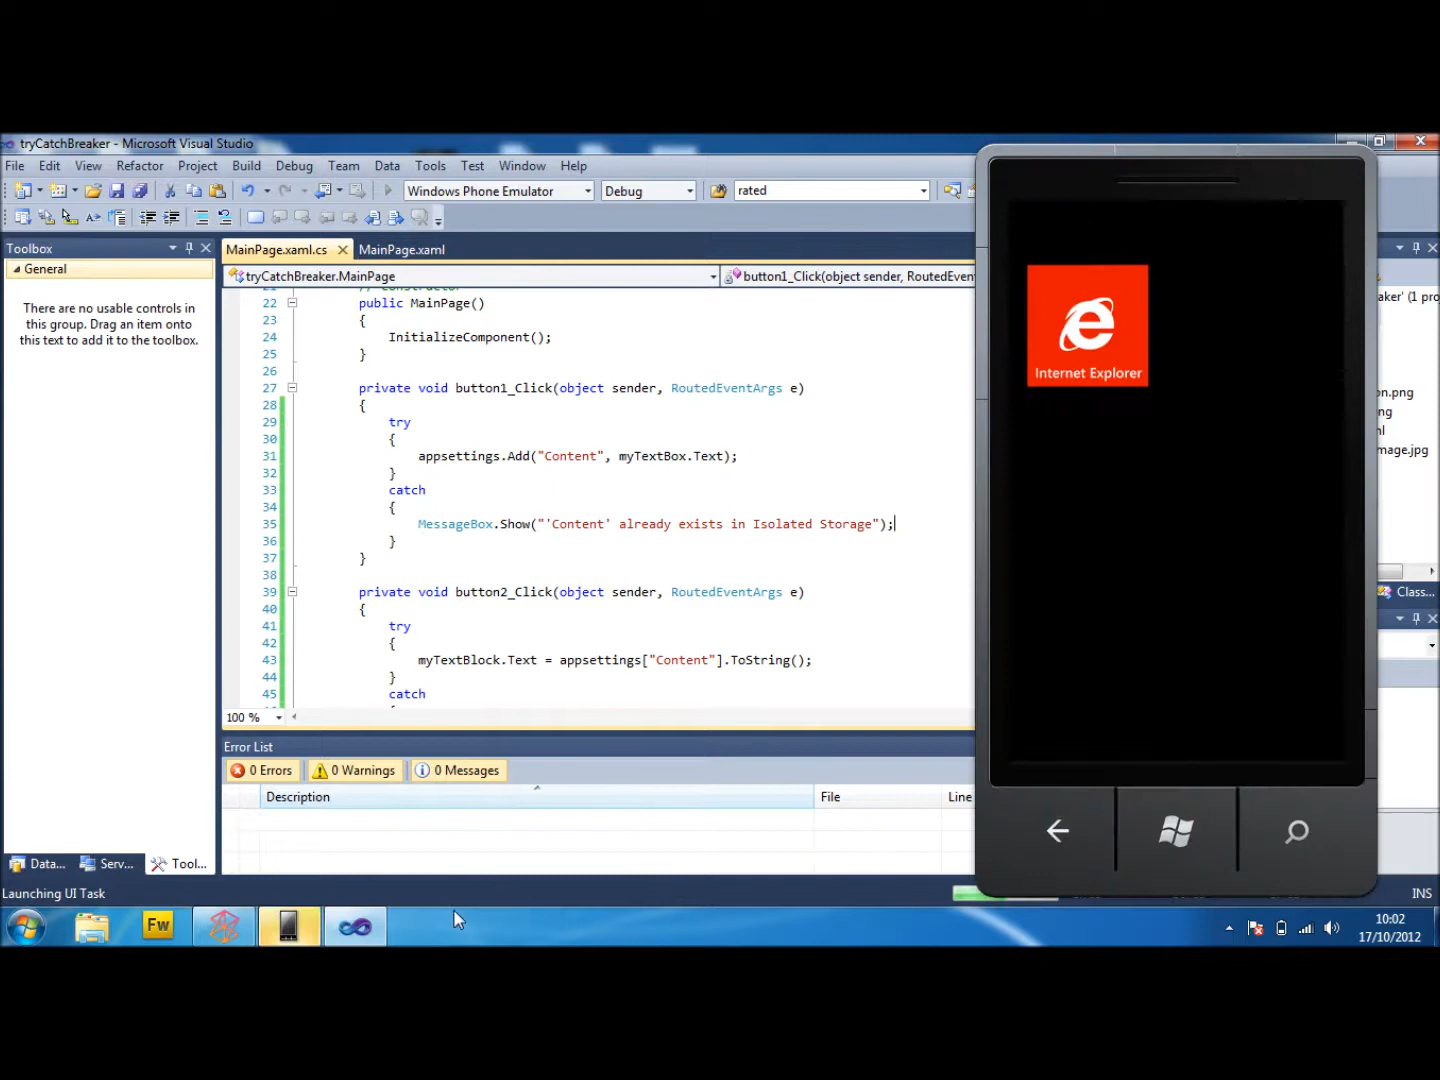 tryCatchBreaker - Microsoft Visual Studio
File Edit View Refactor Project Build Debug Team Data Tools Test Window Help
Windows Phone Emulator Debug rated
Toolbox
General
There are no usable controls in
this group. Drag an item onto
this text to add it to the toolbox.
Data... Serv... Tool...
MainPage.xaml.cs MainPage.xaml
tryCatchBreaker.MainPage button1_Click(object sender, RoutedEven
22 public MainPage()
23 {
24 InitializeComponent();
25 }
26
27 private void button1_Click(object sender, RoutedEventArgs e)
28 {
29 try
30 {
31 appsettings.Add("Content", myTextBox.Text);
32 }
33 catch
34 {
35 MessageBox.Show("'Content' already exists in Isolated Storage");
36 }
37 }
38
39 private void button2_Click(object sender, RoutedEventArgs e)
40 {
41 try
42 {
43 myTextBlock.Text = appsettings["Content"].ToString();
44 }
45 catch
100 %
Error List
0 Errors 0 Warnings 0 Messages
Description File Line
Internet Explorer
aker' (1 pro
on.png
ng
ml
mage.jpg
Class...
Launching UI Task INS
Fw
10:02
17/10/2012